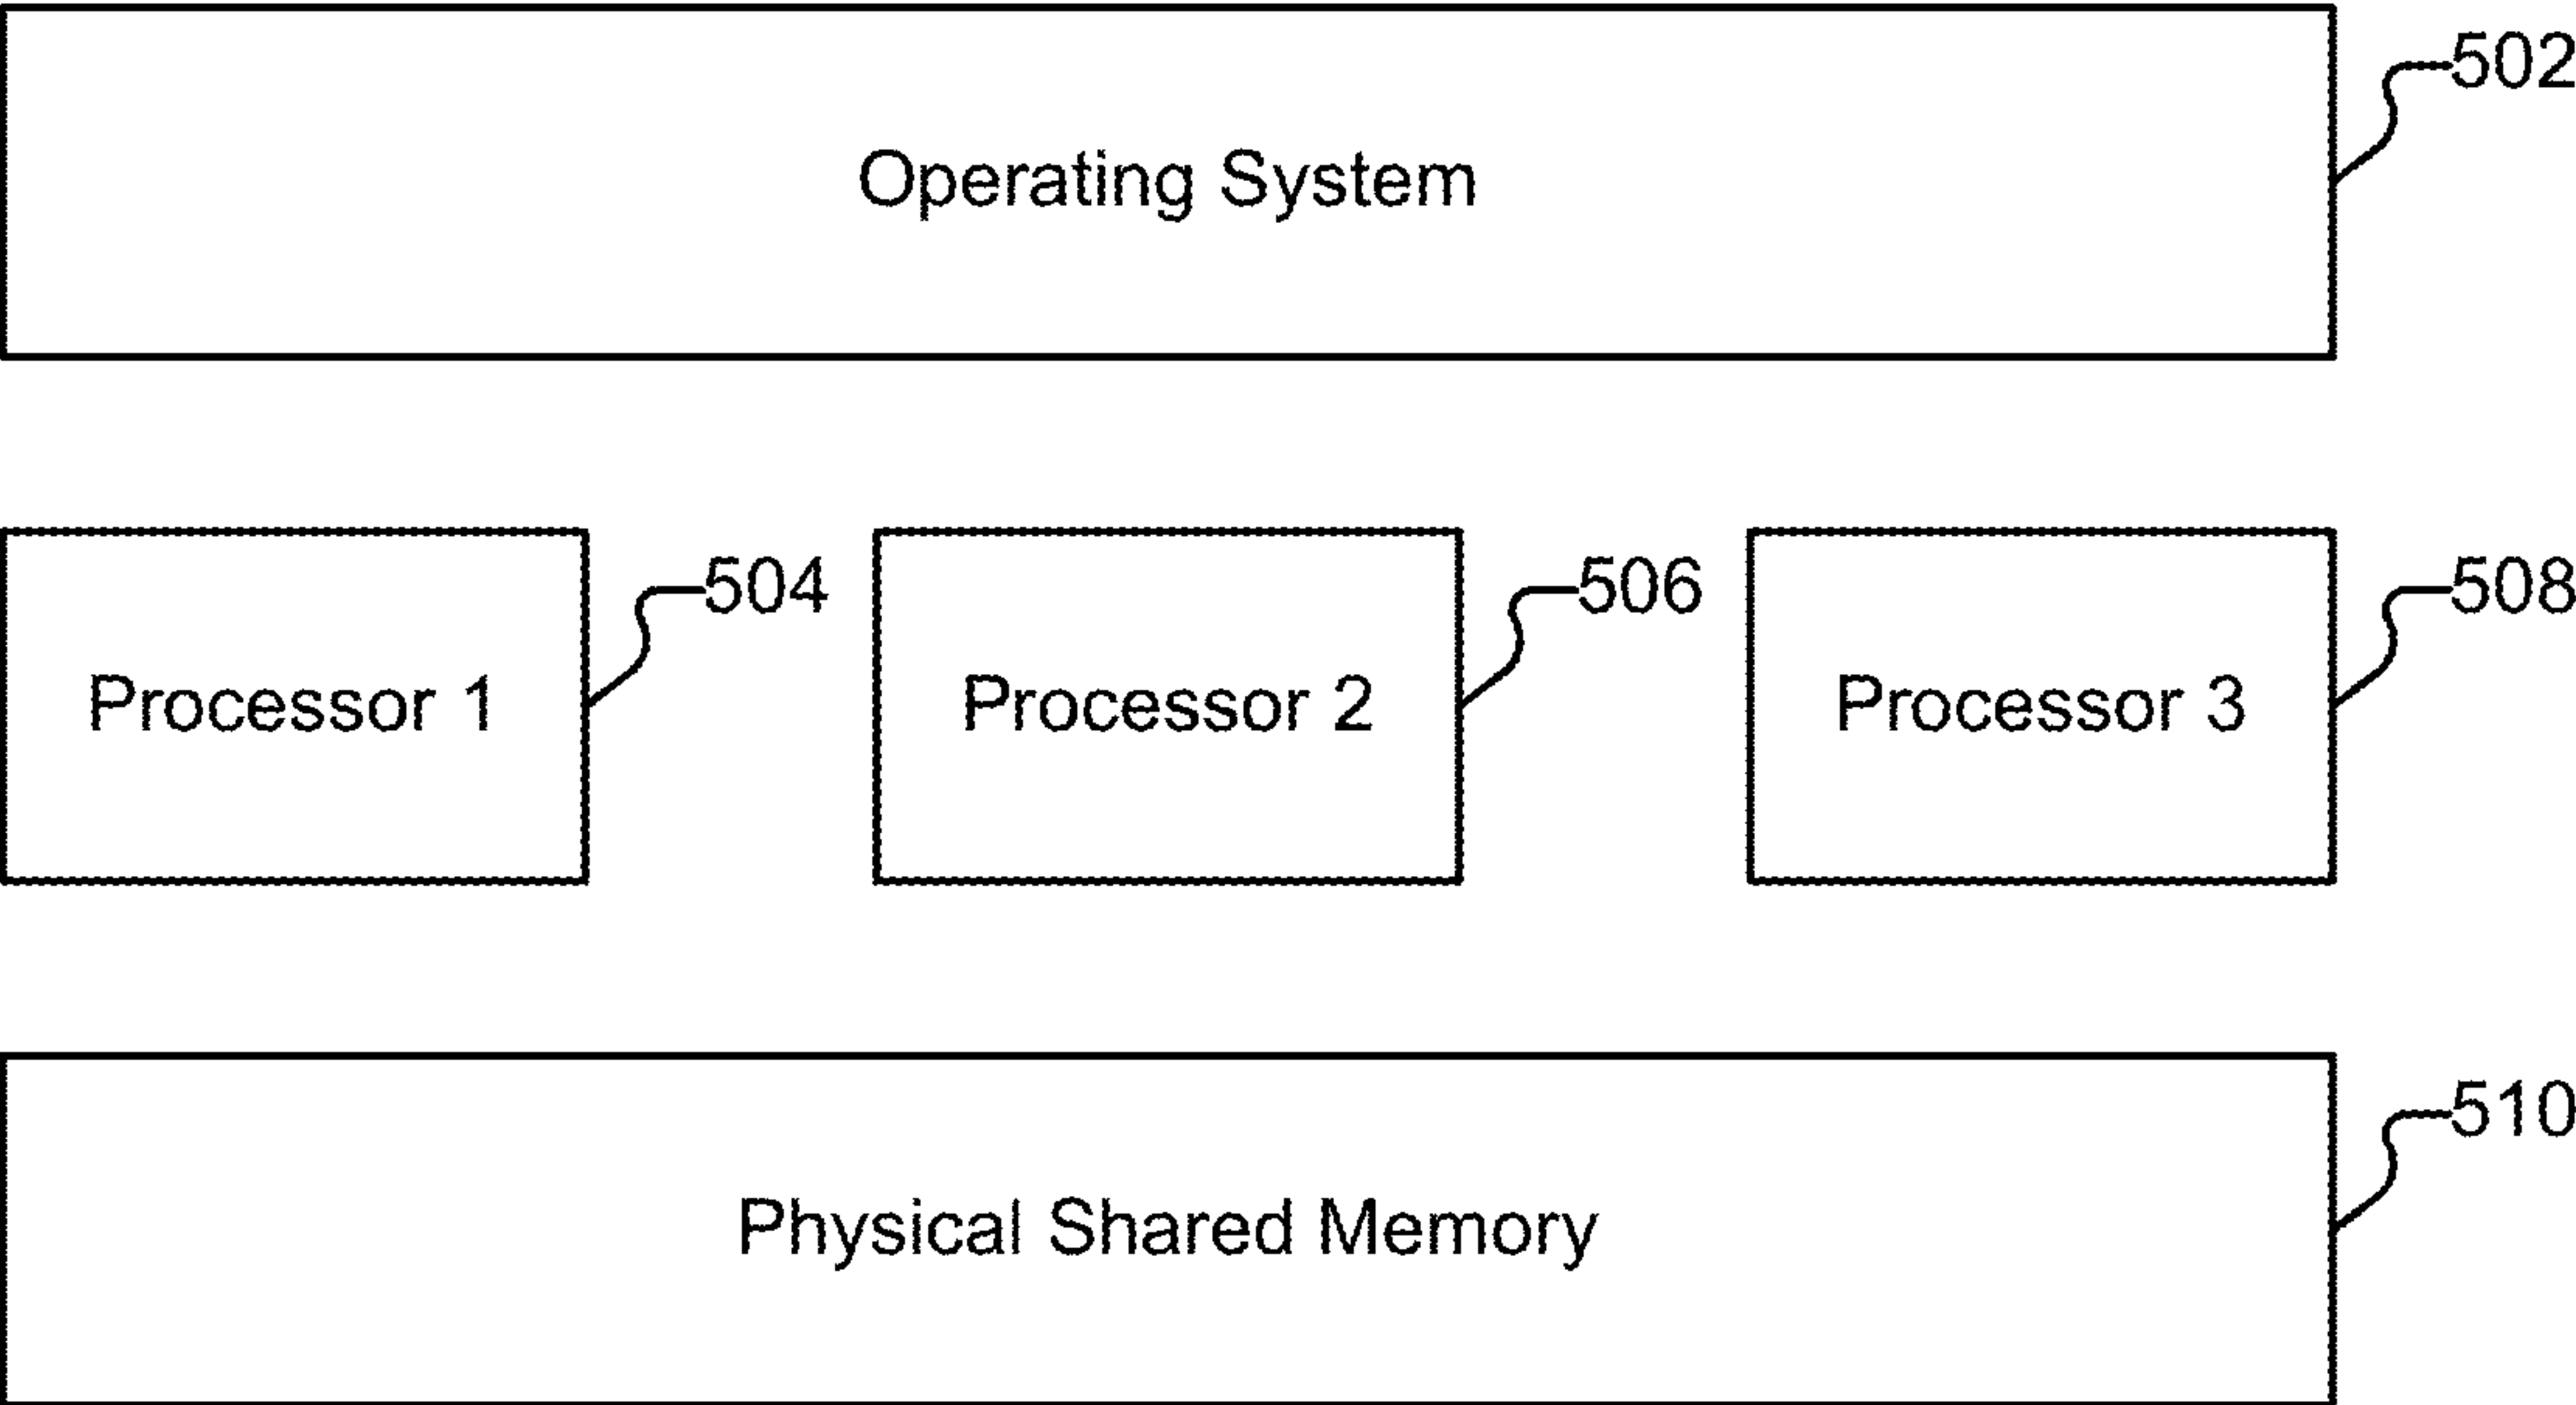 502
Operating System
504
506
508
Processor 1
Processor 2
Processor 3
510
Physical Shared Memory